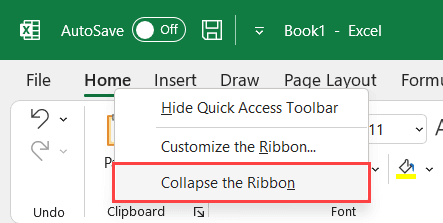 AutoSave Off Book1 - Excel
File Home Insert Draw Page Layout Formu
Hide Quick Access Toolbar
11
Customize the Ribbon...
Collapse the Ribbon
Undo Clipboard Font